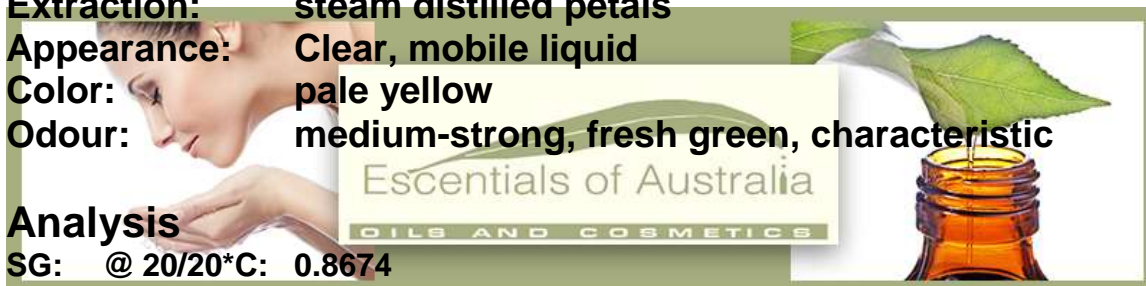 Extraction: steam distilled petals
Appearance: Clear, mobile liquid
Color: pale yellow
Odour: medium-strong, fresh green, characteristic
Escentials of Australia
OILS AND COSMETICS
Analysis
SG: @ 20/20*C: 0.8674